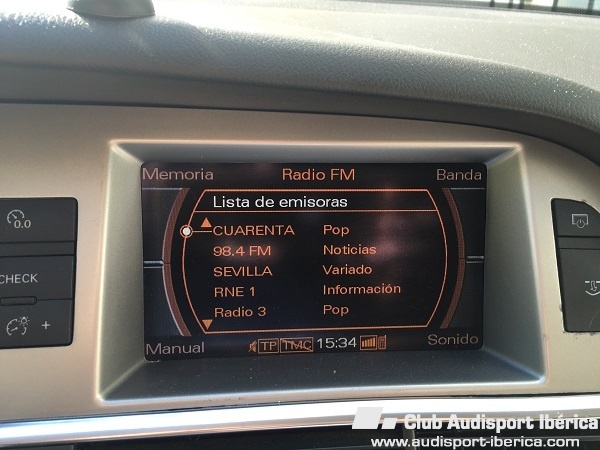 Memoria Radio FM Banda
Lista de emisoras
CUARENTA Pop
98.4 FM Noticias
SEVILLA Variado
RNE 1 Información
Radio 3 Pop
Manual TP TMC 15:34 Sonido
0.0
CHECK
+
Club Audisport Ibérica
www.audisport-iberica.com